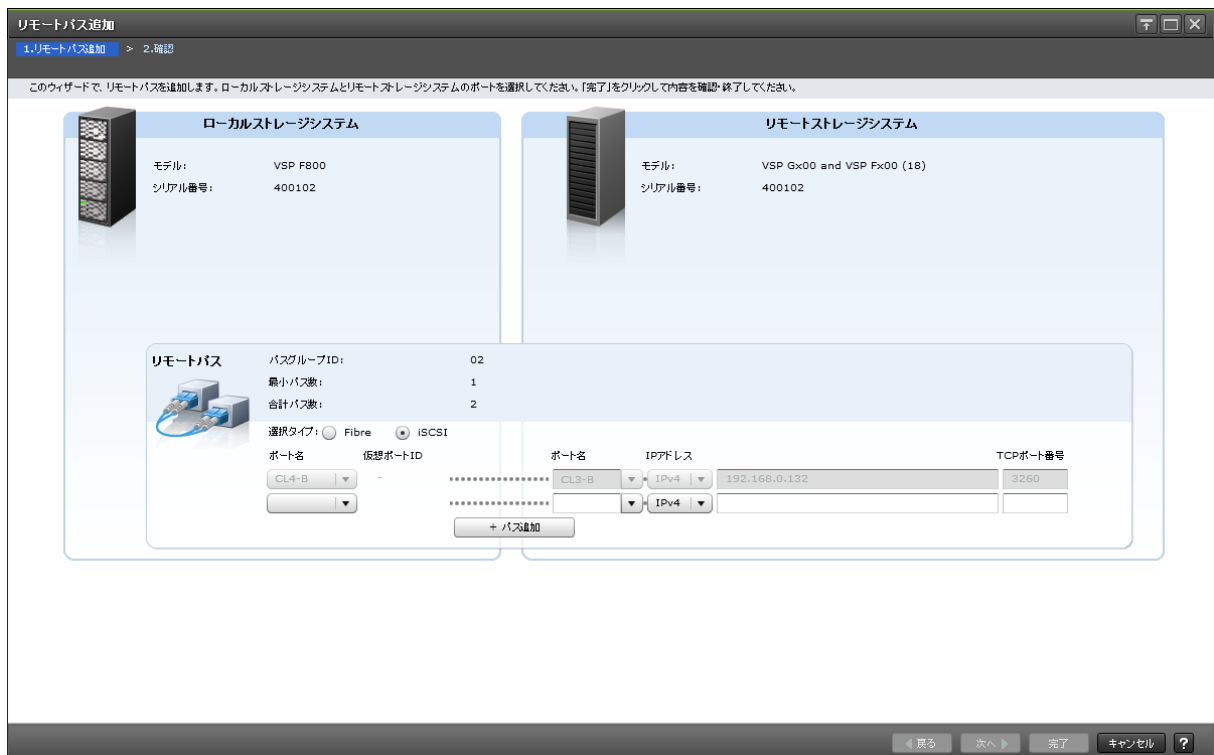 リモートパス追加
1.リモートパス追加 > 2.確認
このウィザードで、リモートパスを追加します。ローカルストレージシステムとリモートストレージシステムのポートを選択してください。「完了」をクリックして内容を確認・終了してください。
ローカルストレージシステム
モデル: VSP F800
シリアル番号: 400102
リモートストレージシステム
モデル: VSP Gx00 and VSP Fx00 (18)
シリアル番号: 400102
リモートパス
パスグループID: 02
最小パス数: 1
合計パス数: 2
選択タイプ: Fibre iSCSI
ポート名 仮想ポートID ポート名 IPアドレス TCPポート番号
CL4-B - CL3-B IPv4 192.168.0.132 3260
IPv4
+ パス追加
戻る 次へ 完了 キャンセル ?